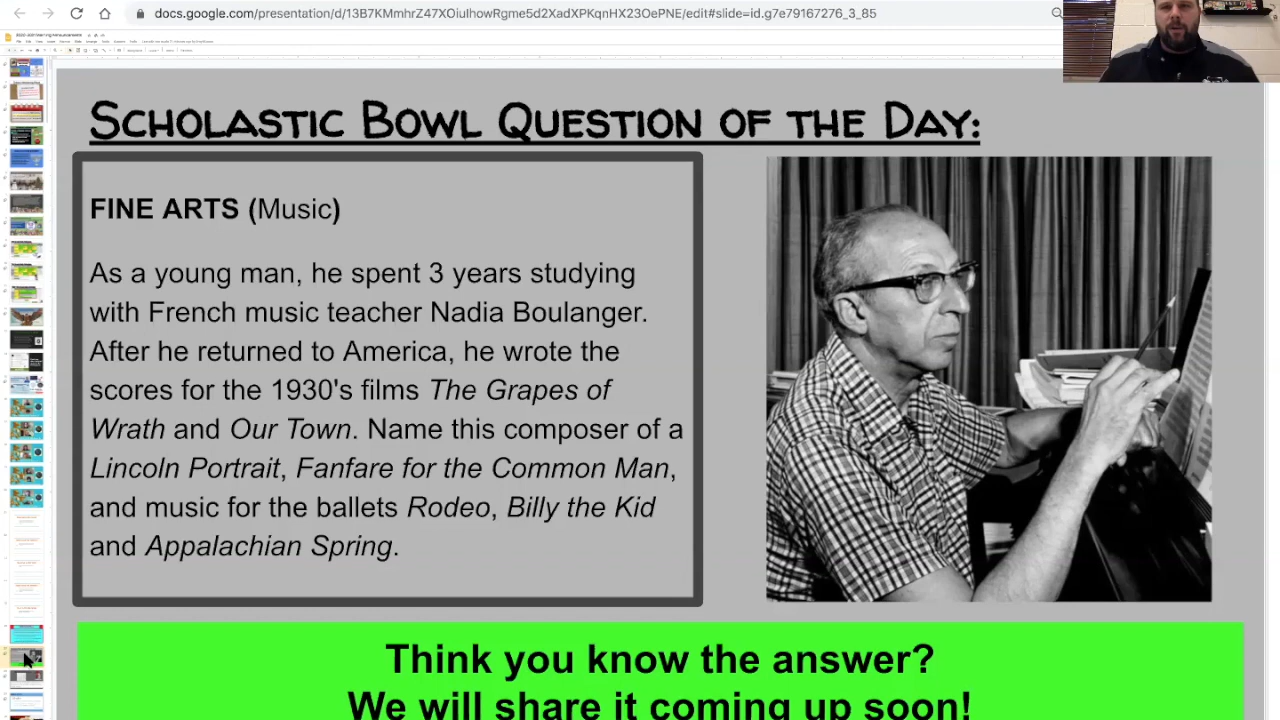 docs.google.com/presentation/d/13B7KMmhrZ47XOiuIhowRgme5d2XadXPKqnHX23OePNE/edit#slide=id.g7e79167276_3_85
SCHOLASTIC BOWL QUESTION OF THE DAY:
FINE ARTS (Music)
As a young man, he spent 3 years studying
with French music teacher Nadia Boulanger.
After he returned to America, he wrote the
scores for the 1930's films The Grapes of
Wrath and Our Town. Name this composer of a
Lincoln Portrait, Fanfare for the Common Man,
and music for the ballets Rodeo, Billy the Kid
and Appalachian Spring.
Think you know the answer?
We will share it coming up soon!